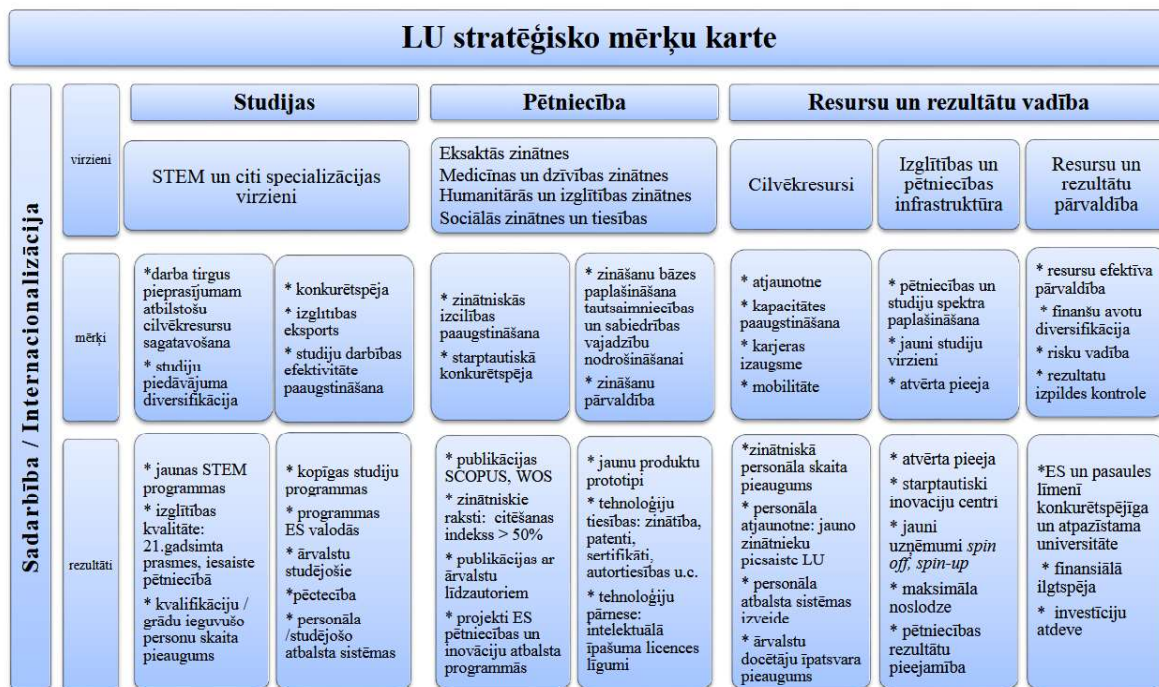 LU stratēģisko mērķu karte
Sadarbība / Internacionalizācija
Studijas
Pētniecība
Resursu un rezultātu vadība
virzieni
STEM un citi specializācijas
virzieni
Eksaktās zinātnes
Medicīnas un dzīvības zinātnes
Humanitārās un izglītības zinātnes
Sociālās zinātnes un tiesības
Cilvēkresursi
Izglītības un
pētniecības
infrastruktūra
Resursu un
rezultātu
pārvaldība
mērķi
*darba tirgus
pieprasījumam
atbilstošu
cilvēkresursu
sagatavošana
* studiju
piedāvājuma
diversifikācija
* konkurētspēja
* izglītības
eksports
* studiju darbības
efektivitāte
paaugstināšana
* zinātniskās
izcilības
paaugstināšana
* starptautiskā
konkurētspēja
* zināšanu bāzes
paplašināšana
tautsaimniecības
un sabiedrības
vajadzību
nodrošināšanai
* zināšanu
pārvaldība
* atjaunotne
* kapacitātes
paaugstināšana
* karjeras
izaugsme
* mobilitāte
* pētniecības un
studiju spektra
paplašināšana
* jauni studiju
virzieni
* atvērta pieeja
* resursu efektīva
pārvaldība
* finanšu avotu
diversifikācija
* risku vadība
* rezultatu
izpildes kontrole
rezultāti
* jaunas STEM
programmas
* izglītības
kvalitāte:
21.gadsimta
prasmes, iesaiste
pētniecībā
* kvalifikāciju /
grādu ieguvušo
personu skaita
pieaugums
* kopīgas studiju
programmas
* programmas
ES valodās
* ārvalstu
studējošie
*pēctecība
* personāla
/studējošo
atbalsta sistēmas
* publikācijas
SCOPUS, WOS
* zinātniskie
raksti: citēšanas
indekss > 50%
* publikācijas ar
ārvalstu
līdzautoriem
* projekti ES
pētniecības un
inovāciju atbalsta
programmās
* jaunu produktu
prototipi
* tehnoloģiju
tiesības: zinātība,
patenti,
sertifikāti,
autortiesības u.c.
* tehnoloģiju
pārnese:
intelektuālā
īpašuma licences
līgumi
*zinātniskā
personāla skaita
pieaugums
* personāla
atjaunotne: jauno
zinātnieku
piesaiste LU
* personāla
atbalsta sistēmas
izveide
* ārvalstu
docētāju īpatsvara
pieaugums
* atvērta pieeja
* starptautiski
inovaciju centri
* jauni
uzņēmumi spin
off, spin-up
* maksimāla
noslodze
* pētniecības
rezultātu
pieejamība
*ES un pasaules
līmenī
konkurētspējīga
un atpazīstama
universitāte
* finansiālā
ilgtspēja
* investīciju
atdeve